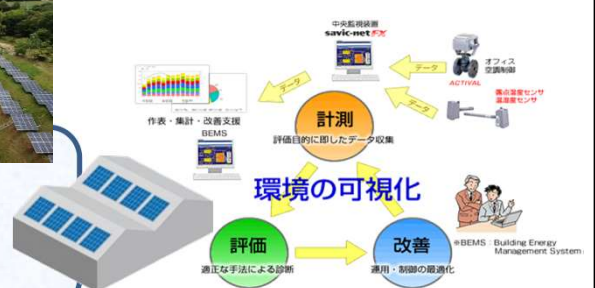 中央監視装置
savic-net FX
データ
オフィス
空調制御
ACTIVAL
データ
データ
露点温度センサ
温湿度センサ
作表・集計・改善支援
BEMS
計測
評価目的に即したデータ収集
環境の可視化
評価
適正な手法による診断
改善
運用・制御の最適化
※BEMS : Building Energy
Management System